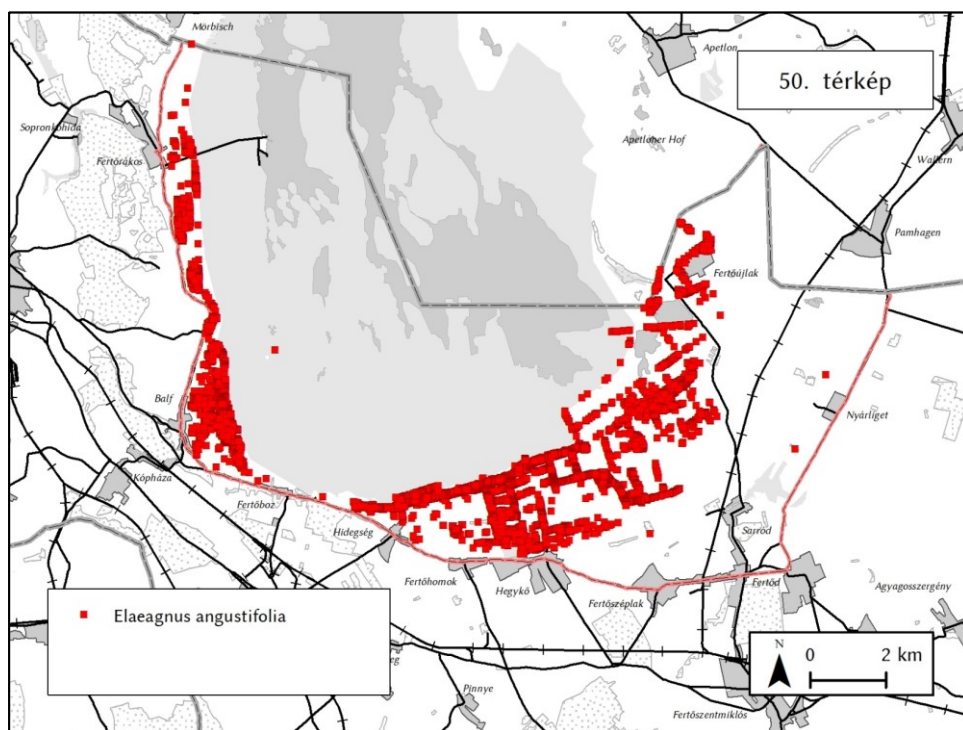 Mörbisch
Apetlon
50. térkép
Sopronkőhida
Fertőrákos
Apetloner Hof
Wallern
Pamhagen
Fertőújlak
Balf
Nyárliget
Kópháza
Fertőboz
Hidegség
Sarród
Fertőhomok
Hegykő
Fertőszéplak
Fertőd
Agyagosszergény
Elaeagnus angustifolia
N
0 2 km
Pinnye
Fertőszentmiklós